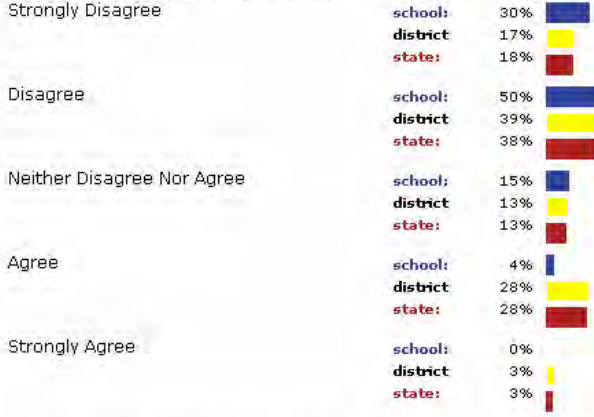 Strongly Disagree school: 30%
district 17%
state: 18%
Disagree school: 50%
district 39%
state: 38%
Neither Disagree Nor Agree school: 15%
district 13%
state: 13%
Agree school: 4%
district 28%
state: 28%
Strongly Agree school: 0%
district 3%
state: 3%